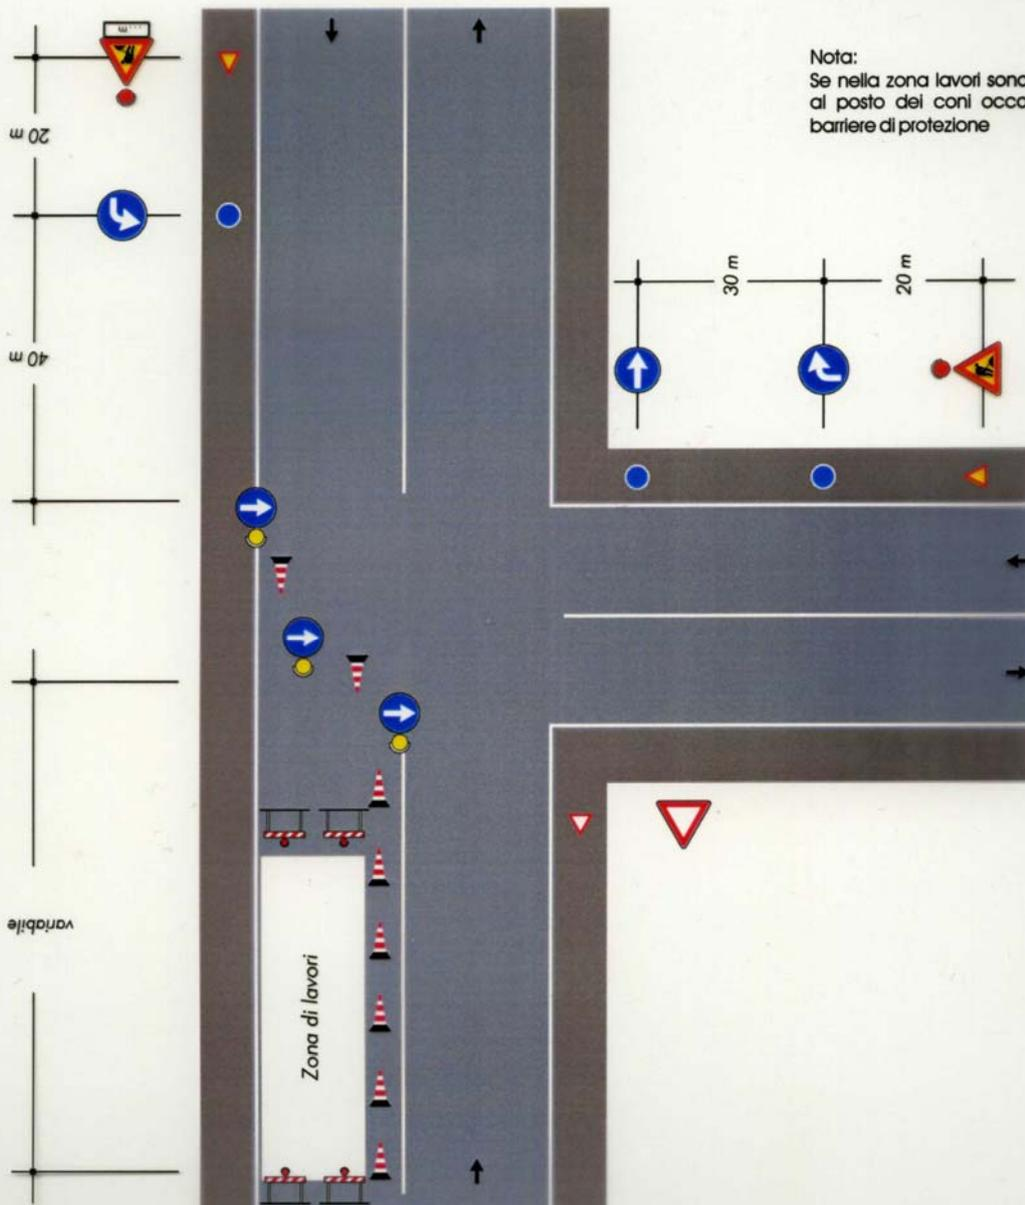 Nota:
Se nella zona lavori sono
al posto dei coni
barriere di protezione
20 m
40 m
variabile
30 m
20 m
Zona di lavori